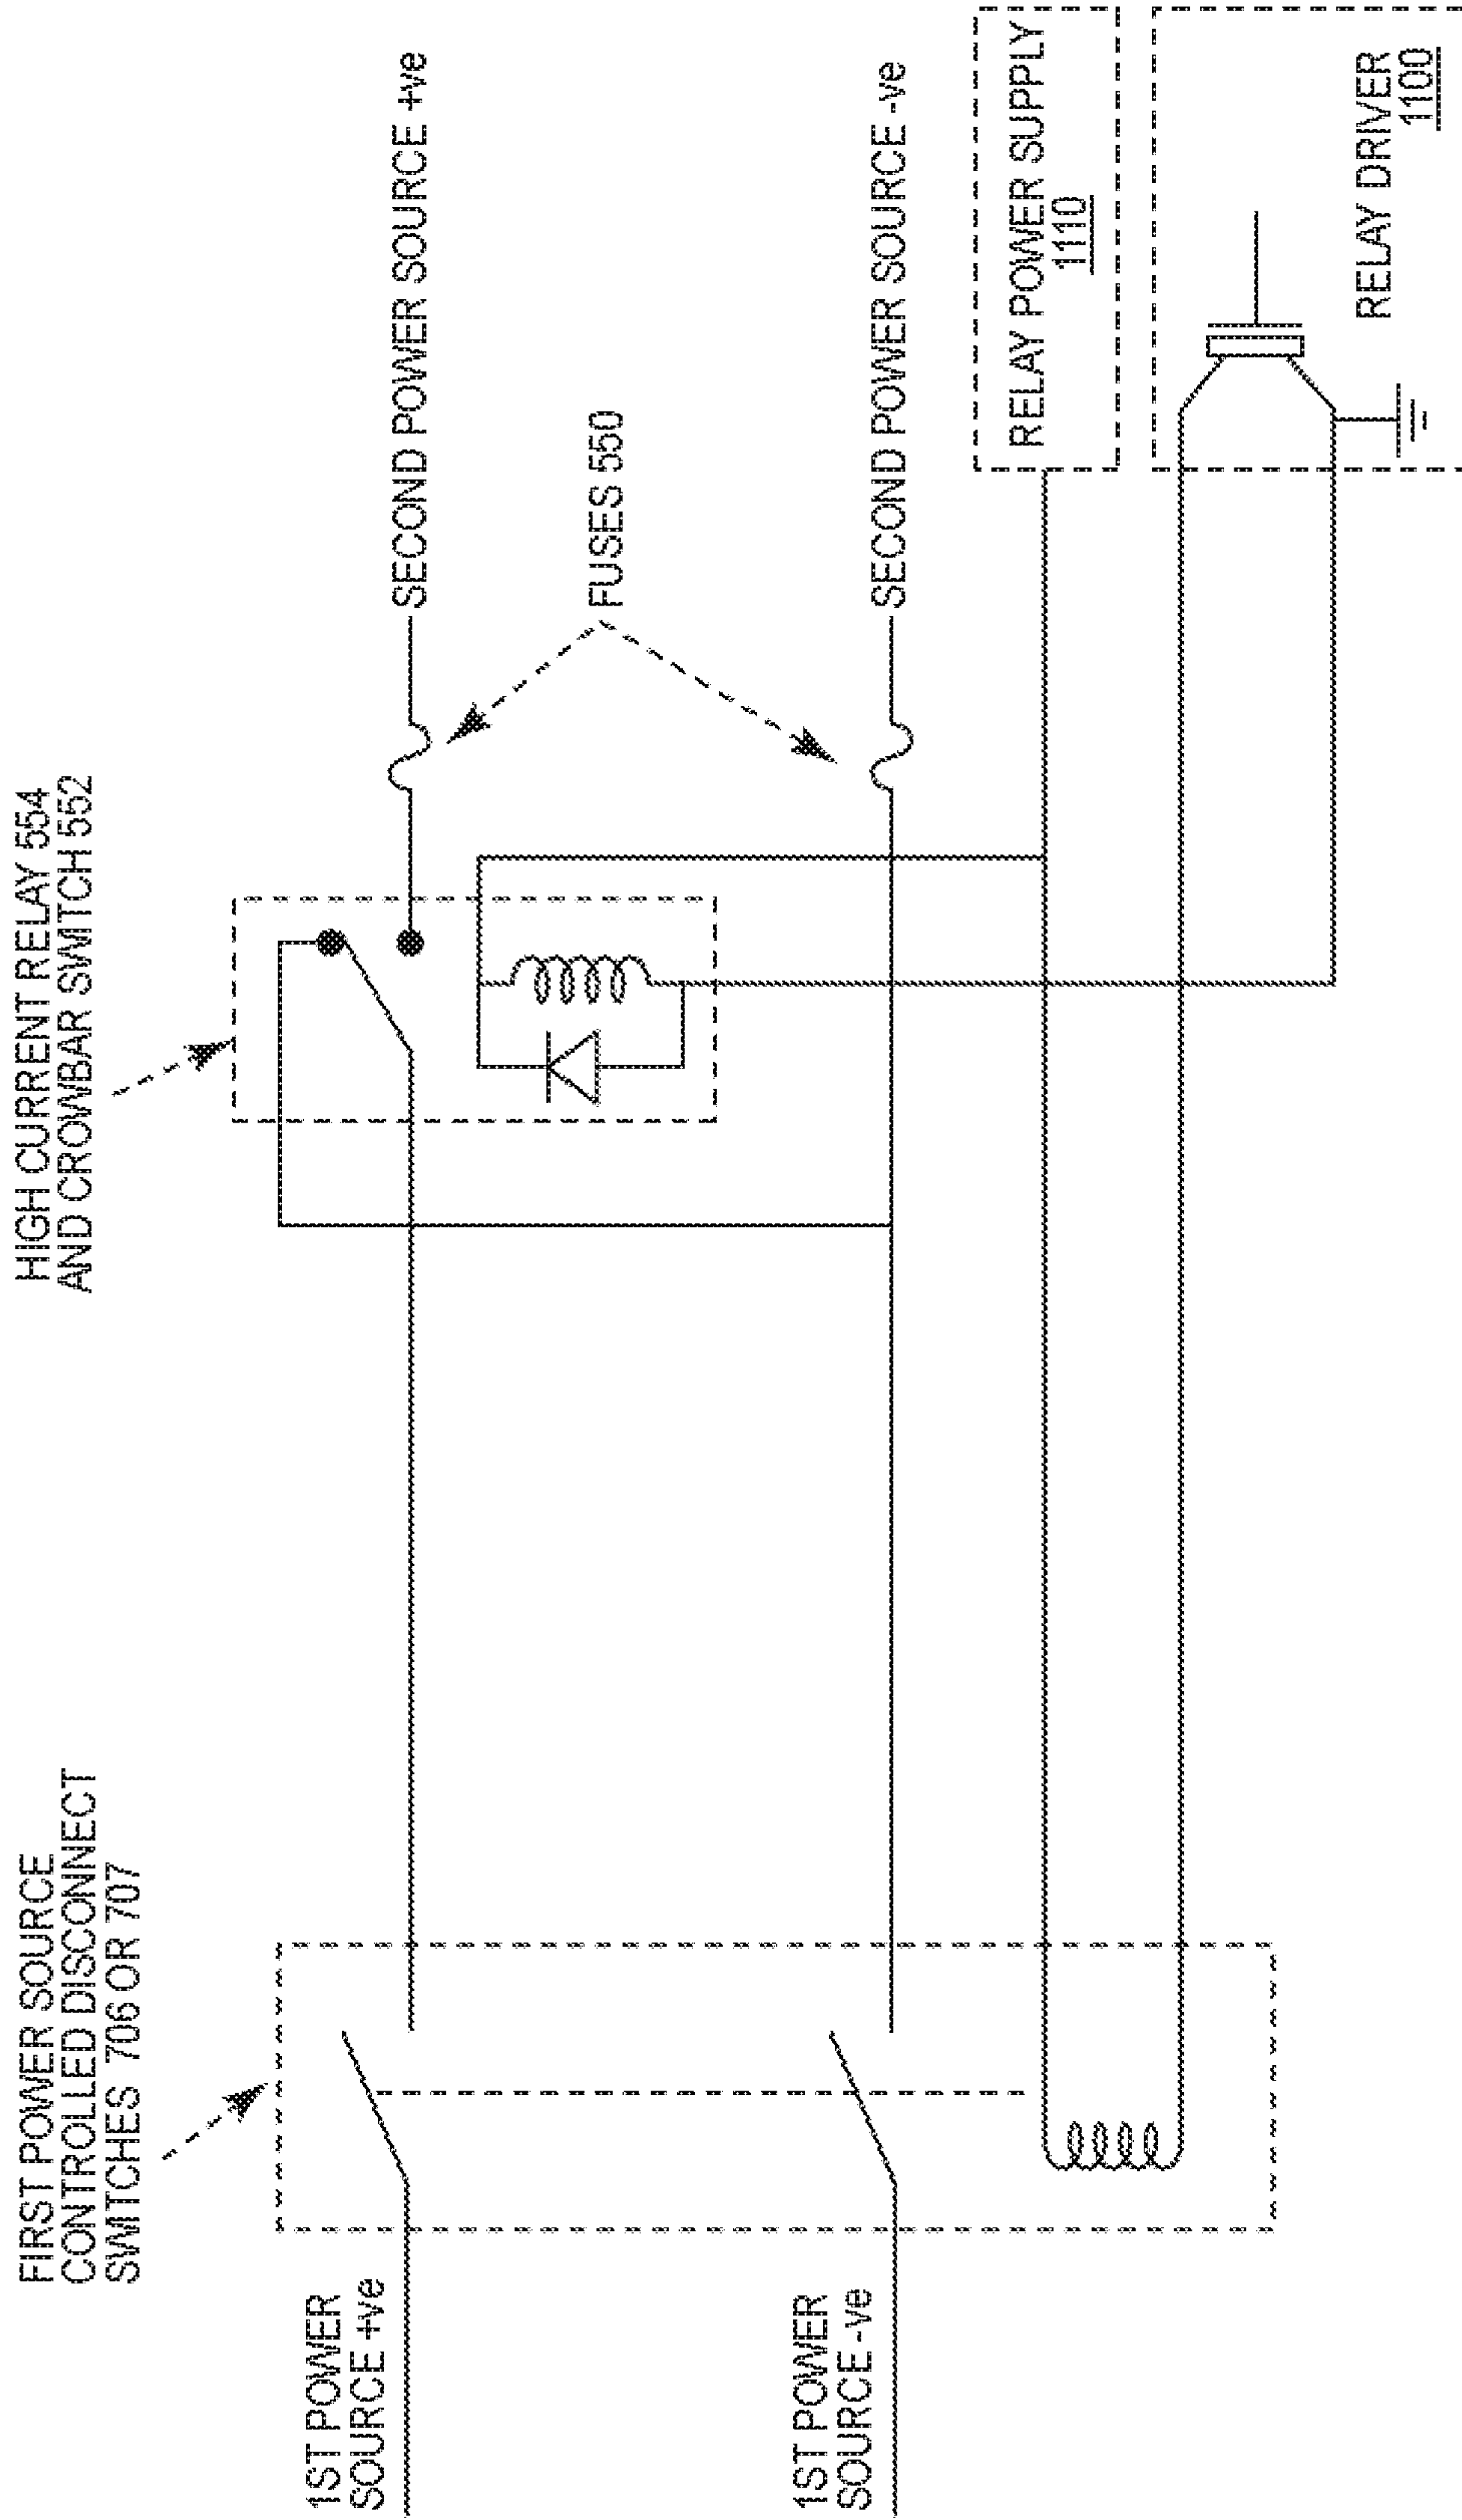 FIRST POWER SOURCE
CONTROLLED DISCONNECT
SWITCHES 706 OR 707
HIGH CURRENT RELAY 554
AND CROWBAR SWITCH 552
1ST POWER
SOURCE +ve
SECOND POWER SOURCE +ve
FUSES 550
1ST POWER
SOURCE -ve
SECOND POWER SOURCE -ve
RELAY POWER SUPPLY
1110
RELAY DRIVER
1100